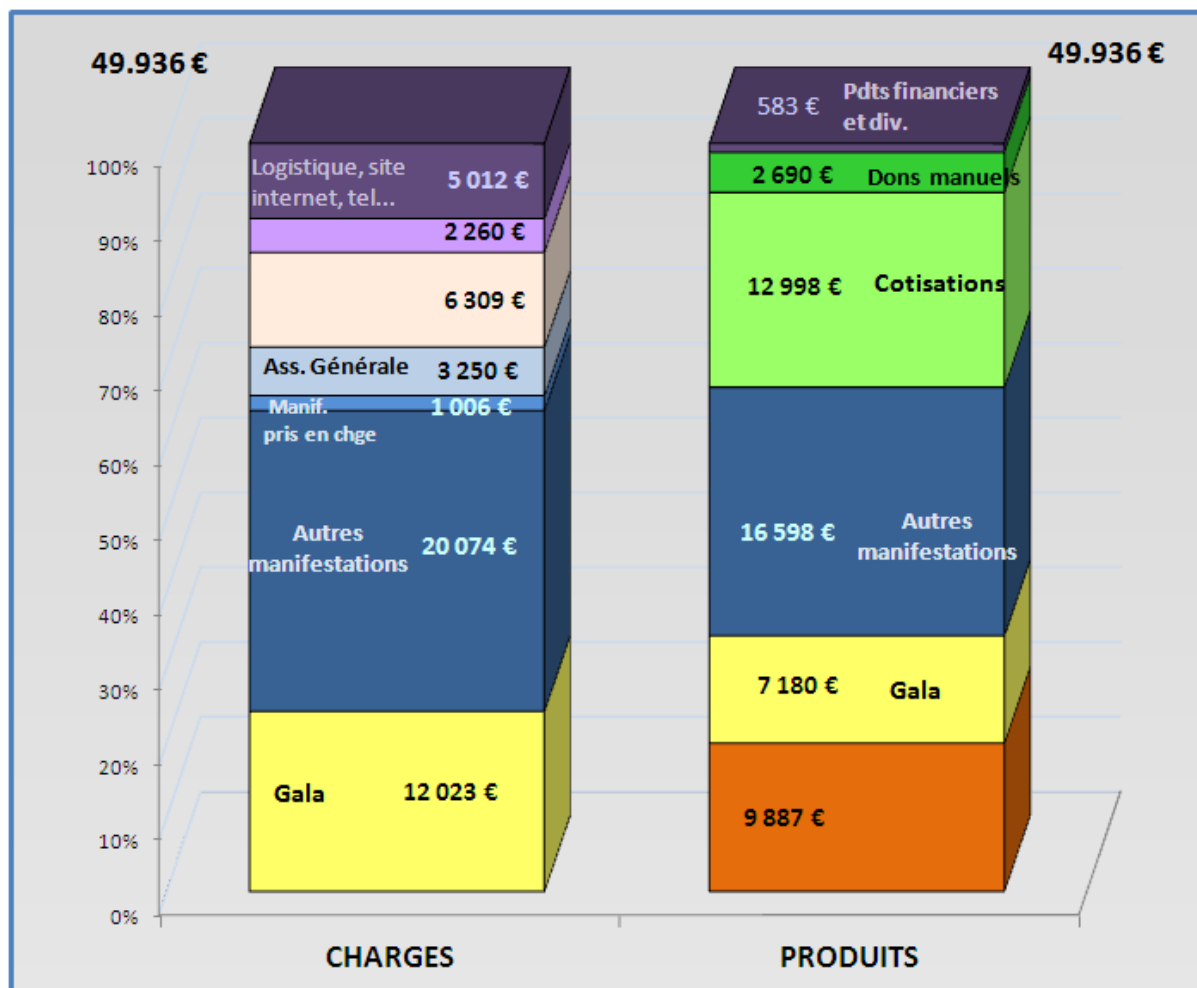 49.936 €
49.936 €
583 € Pdts financiers
et div.
Logistique, site
internet, tel...
5 012 €
2 690 € Dons manuels
2 260 €
12 998 € Cotisations
6 309 €
Ass. Générale 3 250 €
Manif.
pris en chge
1 006 €
Autres
manifestations
20 074 €
16 598 €
Autres
manifestations
7 180 € Gala
Gala 12 023 €
9 887 €
100%
90%
80%
70%
60%
50%
40%
30%
20%
10%
0%
CHARGES PRODUITS